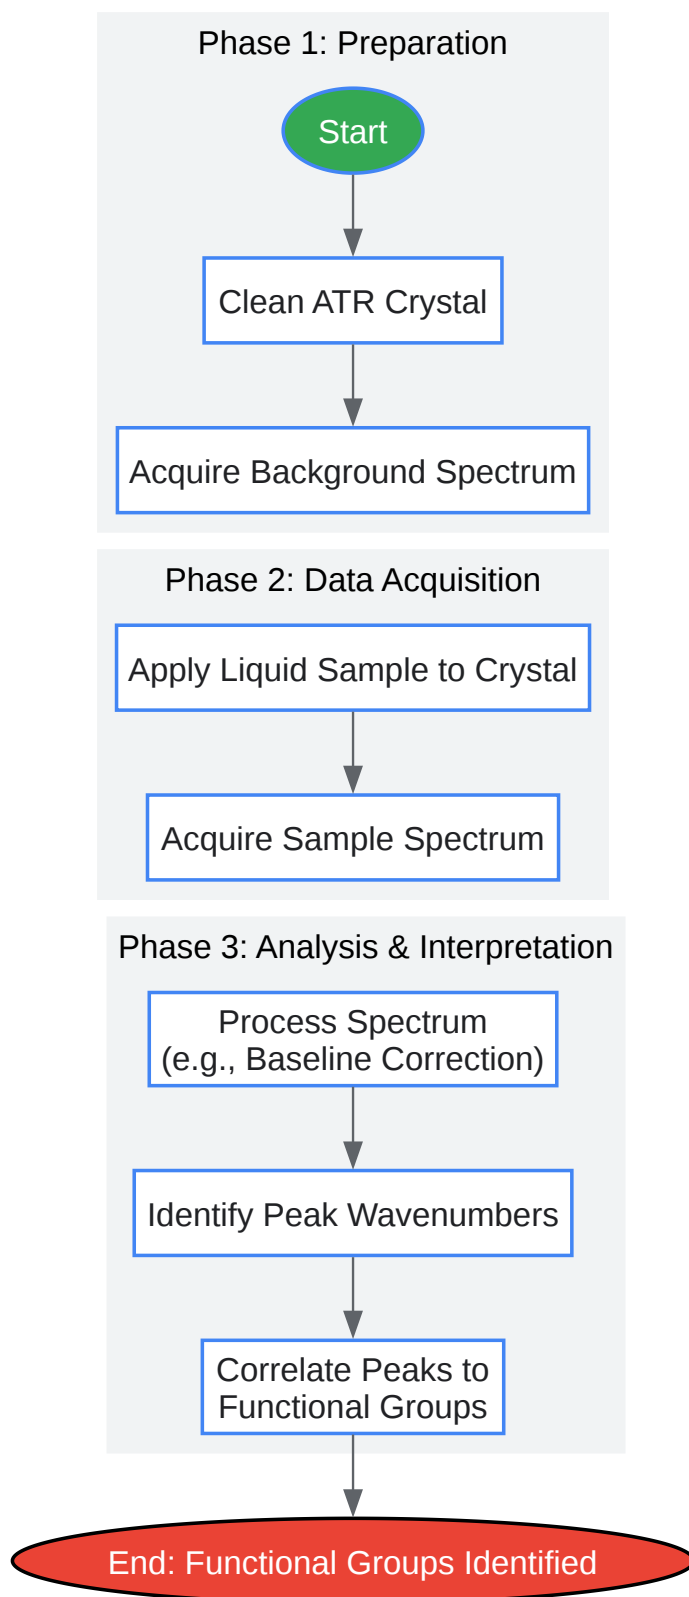 Phase 1: Preparation
Start
Clean ATR Crystal
Acquire Background Spectrum
Phase 2: Data Acquisition
Apply Liquid Sample to Crystal
Acquire Sample Spectrum
Phase 3: Analysis & Interpretation
Process Spectrum
(e.g., Baseline Correction)
Identify Peak Wavenumbers
Correlate Peaks to
Functional Groups
End: Functional Groups Identified